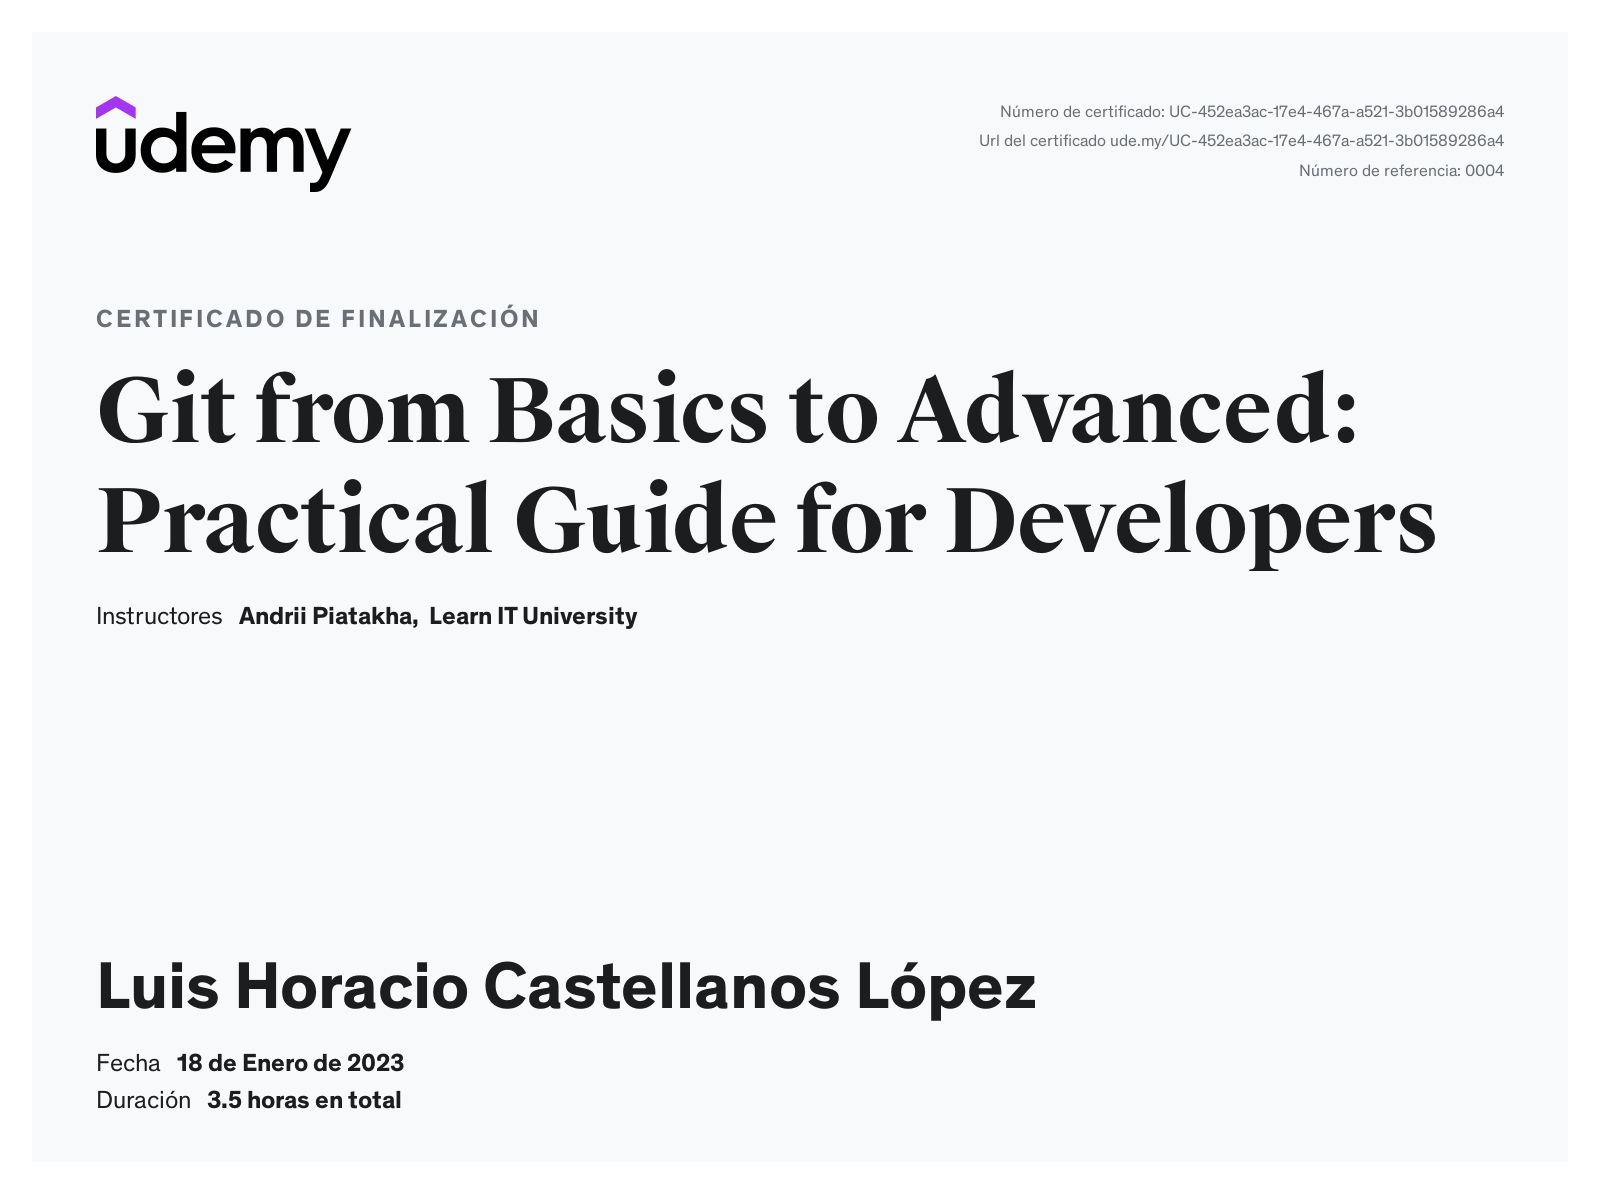 udemy
Número de certificado: UC-452ea3ac-17e4-467a-a521-3b01589286a4
Url del certificado ude.my/UC-452ea3ac-17e4-467a-a521-3b01589286a4
Número de referencia: 0004
CERTIFICADO DE FINALIZACIÓN
Git from Basics to Advanced:
Practical Guide for Developers
Instructores Andrii Piatakha, Learn IT University
Luis Horacio Castellanos López
Fecha 18 de Enero de 2023
Duración 3.5 horas en total